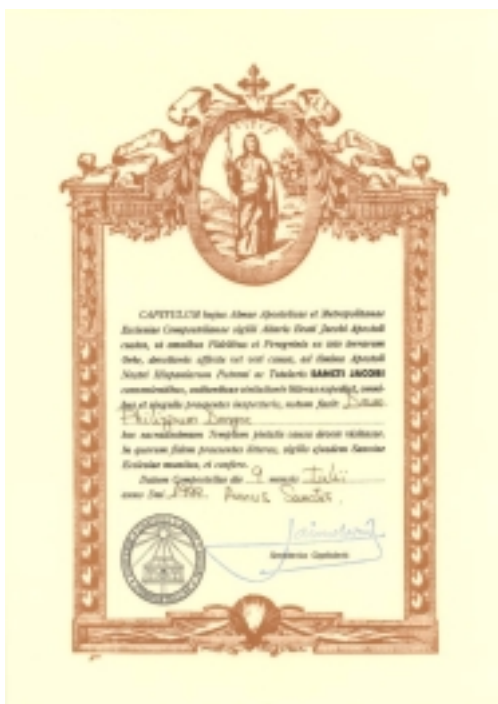 CAPITULUM hujus Almae Apostolicae et Metropolitanae
Ecclesiae Compostellanae sigilli Altaris Beati Jacobi Apostoli
custos, ut omnibus Fidelibus et Peregrinis ex toto terrarum
Orbe, devotionis affectu vel voti causa, ad limina Apostoli
Nostri Hispaniarum Patroni ac Tutelaris SANCTI JACOBI
convenientibus, authenticas visitationis litteras expediat, omni-
bus et singulis praesentes inspecturis, notum facit:
Philippum
hoc sacratissimum Templum pietatis causa devote visitasse.
In quorum fidem praesentes litteras, sigillo ejusdem Sanctae
Ecclesiae munitas, ei confero.
Datum Compostellae die 9 mensis Julii
anno Dni Annus Sanctus.
Secretarius Capitularis